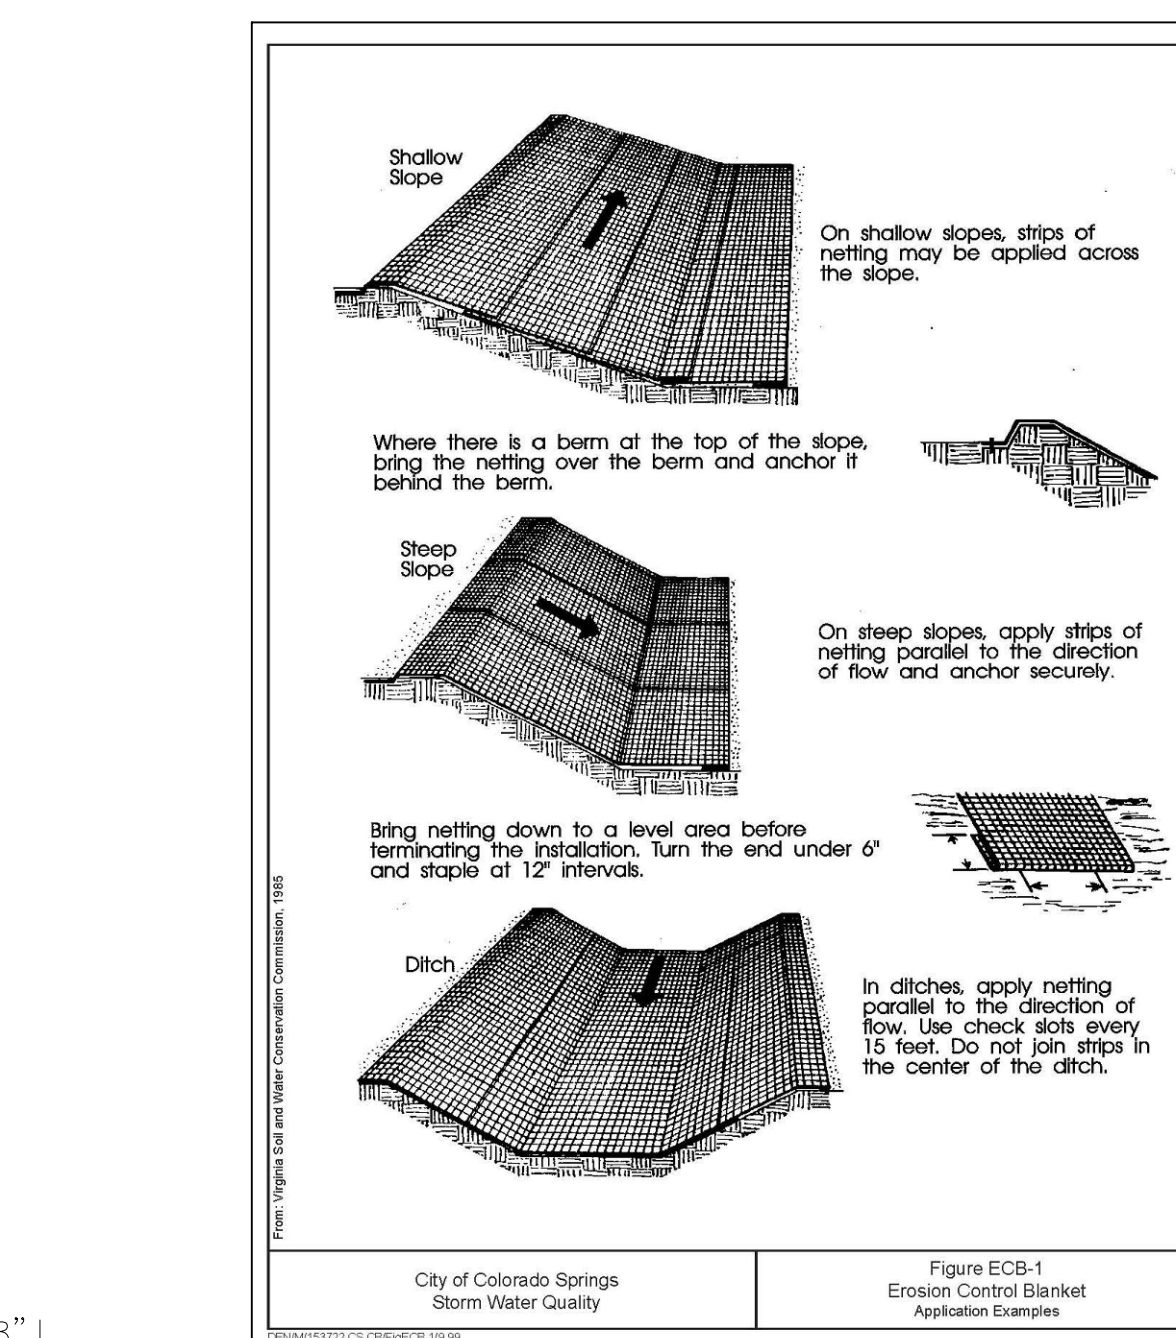 Shallow
Slope
On shallow slopes, strips of
netting may be applied across
the slope.
Where there is a berm at the top of the slope,
bring the netting over the berm and anchor it
behind the berm.
Steep
Slope
On steep slopes, apply strips of
netting parallel to the direction
of flow and anchor securely.
Bring netting down to a level area before
terminating the installation. Turn the end under 6"
and staple at 12" intervals.
Ditch
In ditches, apply netting
parallel to the direction of
flow. Use check slots every
15 feet. Do not join strips in
the center of the ditch.
From: Virginia Soil and Water Conservation Commission, 1985
City of Colorado Springs
Storm Water Quality
Figure ECB-1
Erosion Control Blanket
Application Examples